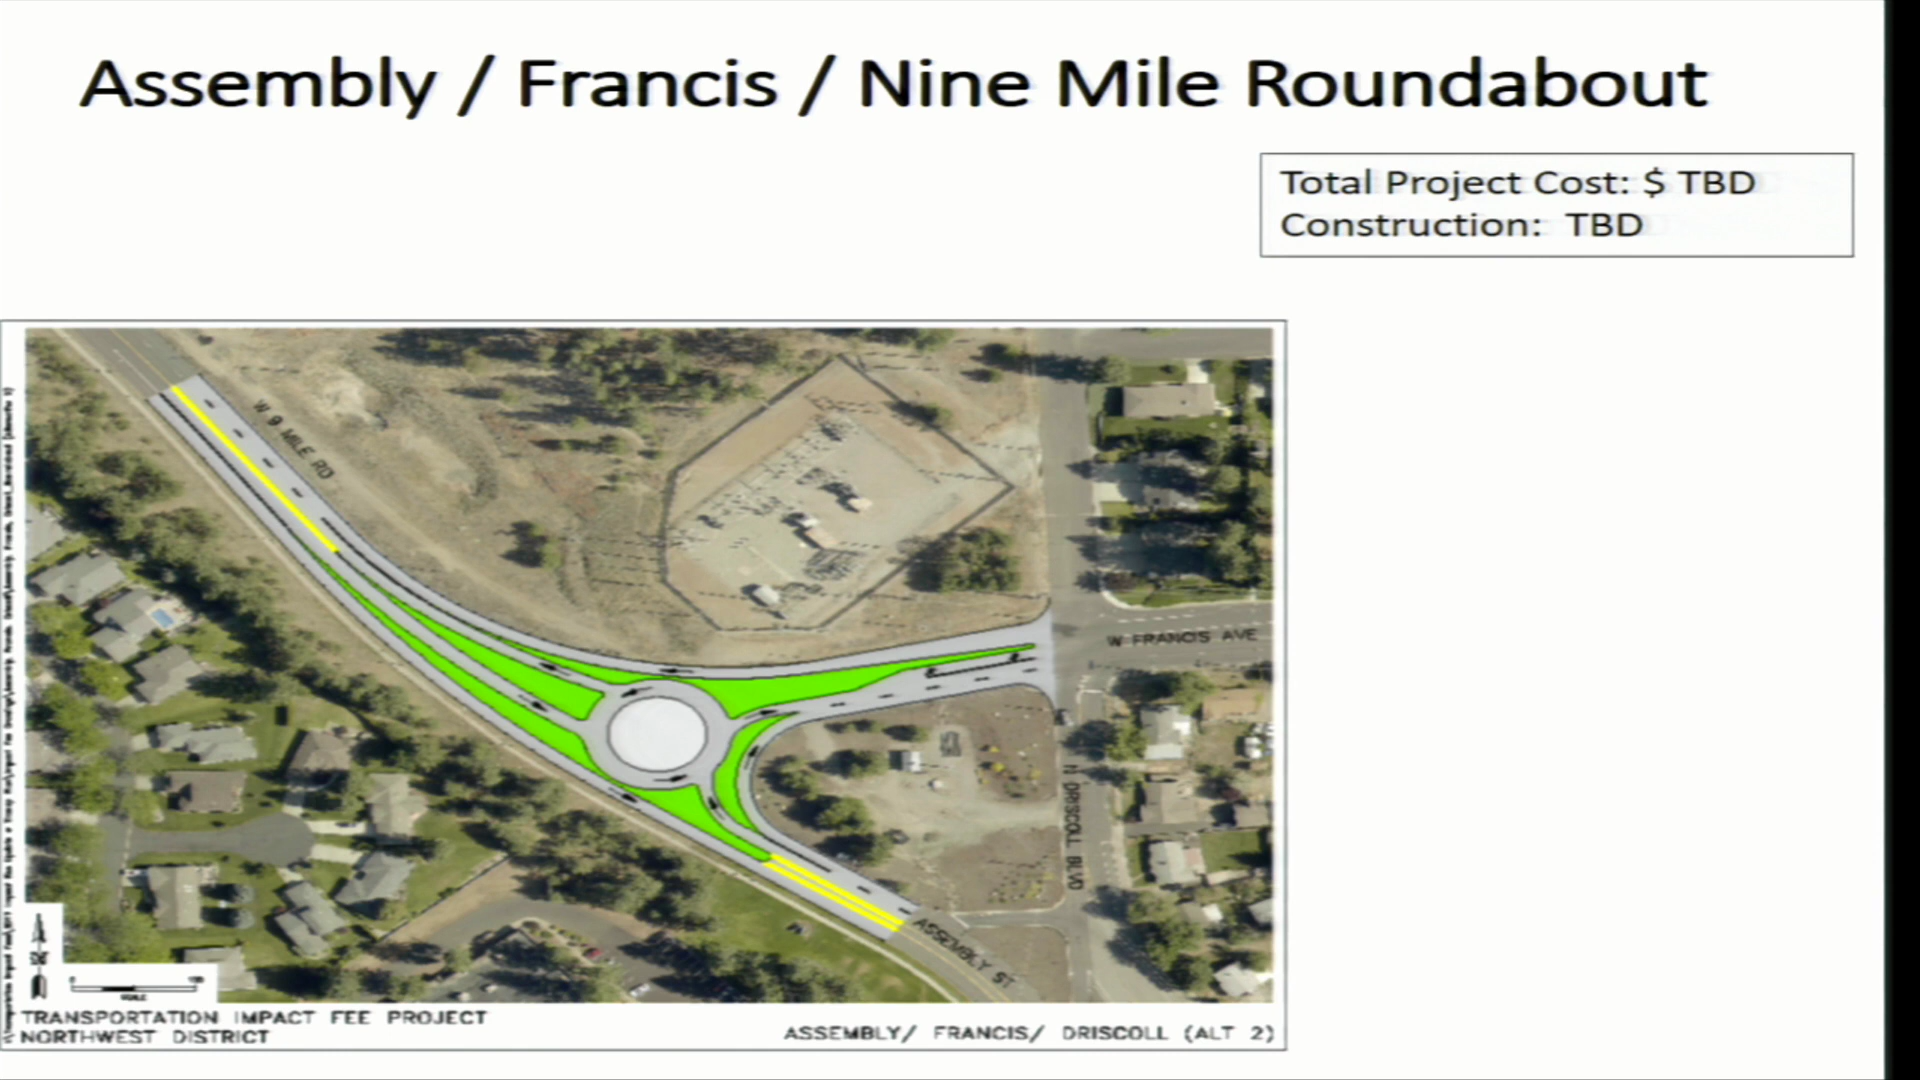 Assembly / Francis / Nine Mile Roundabout
Total Project Cost: $ TBD
Construction: TBD
W 9 MILE RD
W FRANCIS AVE
N DRISCOLL BLVD
ASSEMBLY ST
SCALE
TRANSPORTATION IMPACT FEE PROJECT
NORTHWEST DISTRICT
ASSEMBLY/ FRANCIS/ DRISCOLL (ALT 2)